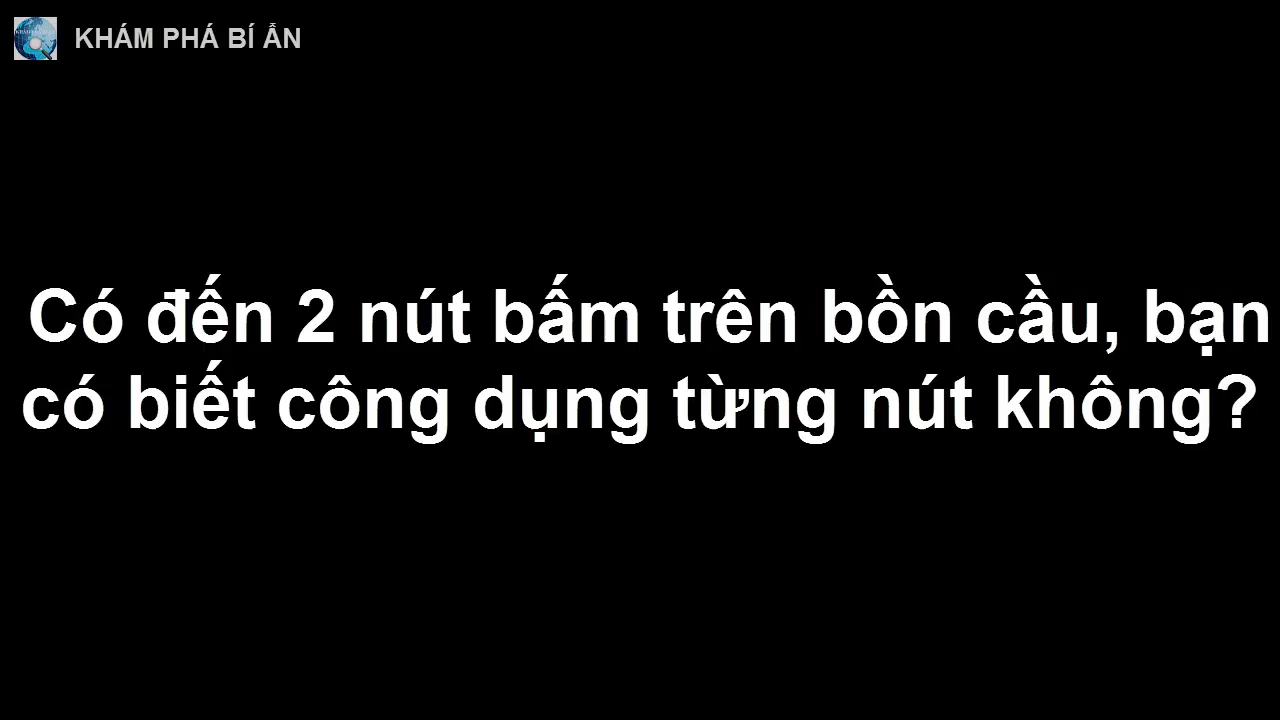 KHÁM PHÁ BÍ ẨN
Có đến 2 nút bấm trên bồn cầu, bạn
có biết công dụng từng nút không?